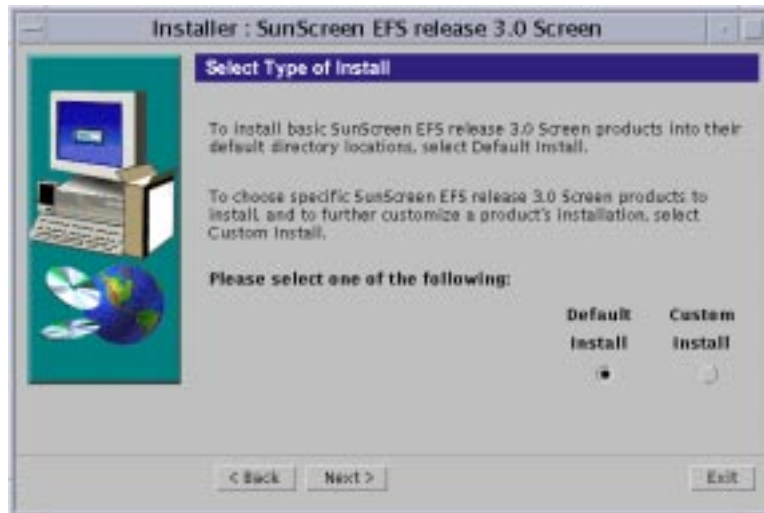 Installer : SunScreen EFS release 3.0 Screen
Select Type of Install
To install basic SunScreen EFS release 3.0 Screen products into their
default directory locations, select Default Install.
To choose specific SunScreen EFS release 3.0 Screen products to
install, and to further customize a product's installation, select
Custom Install.
Please select one of the following:
Default Custom
Install Install
< Back Next > Exit